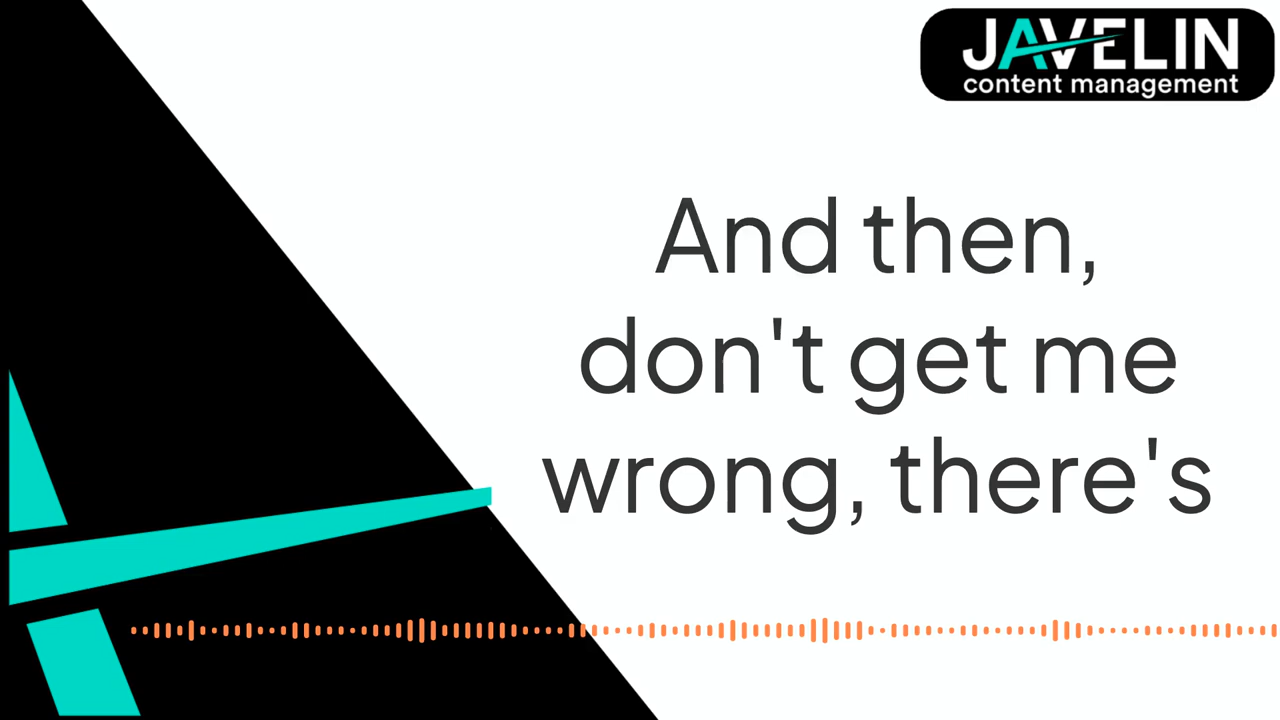 JAVELIN
content management
And then,
don't get me
wrong, there's